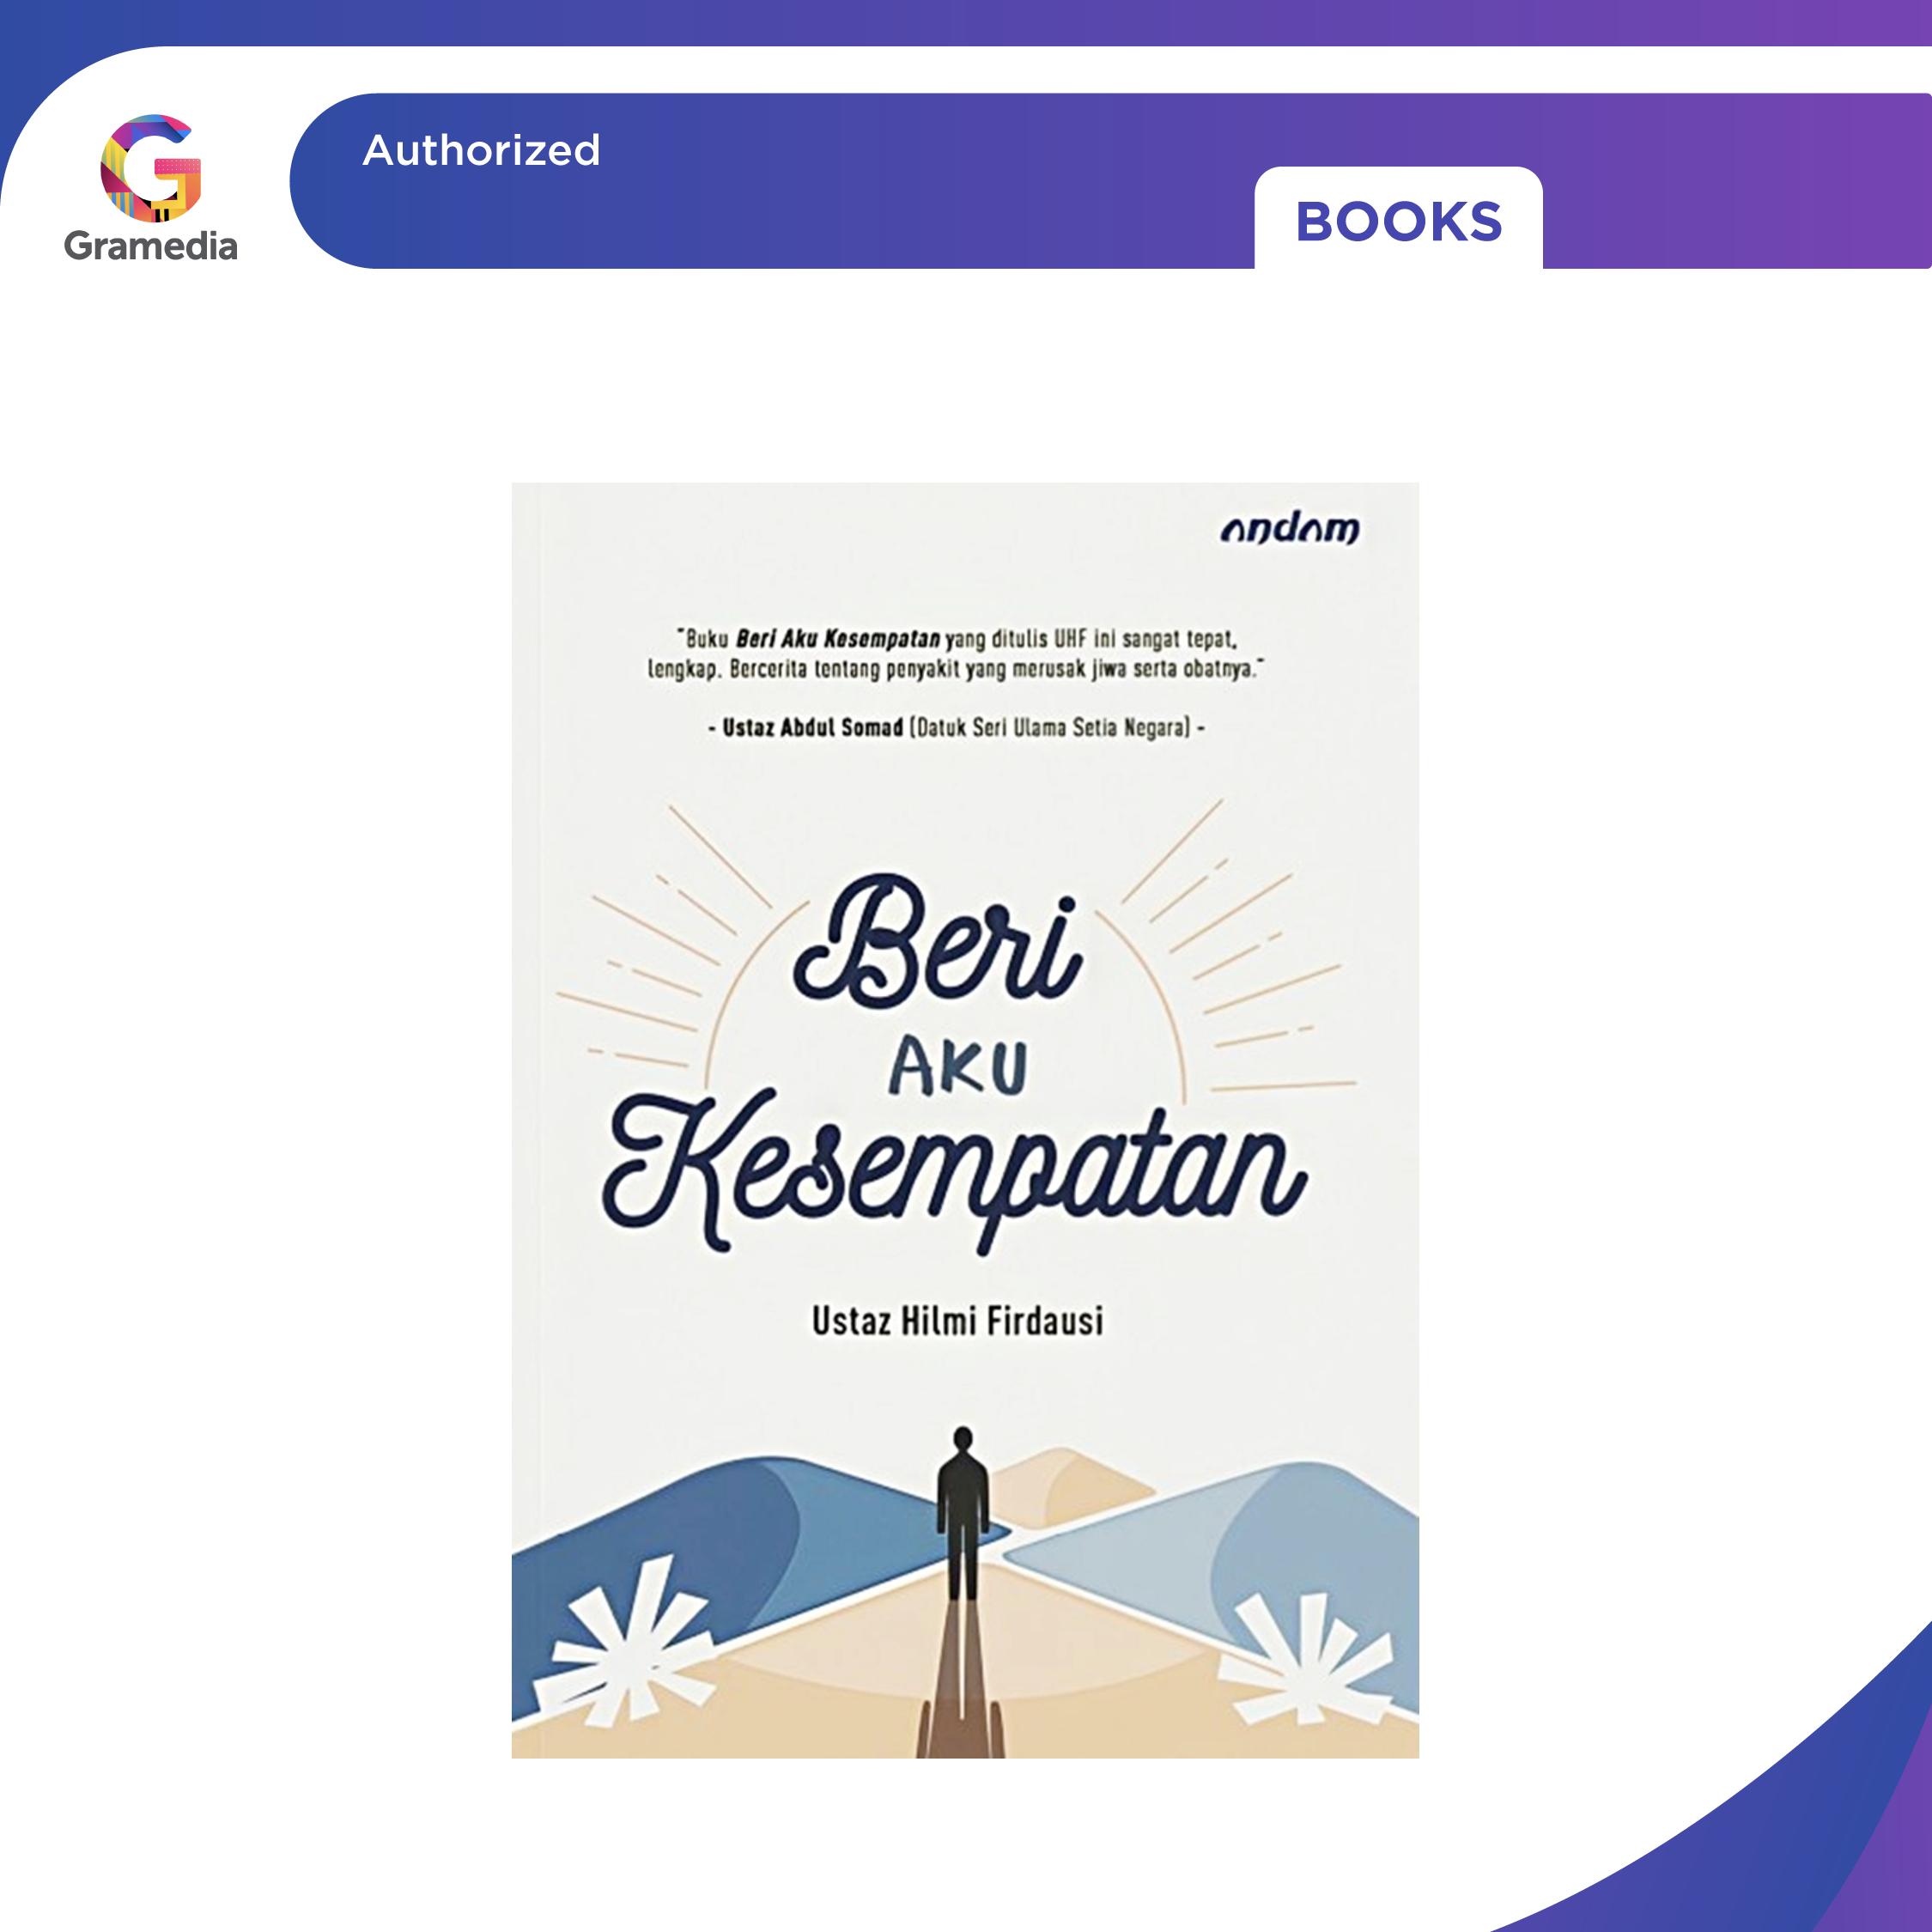 Gramedia
Authorized
BOOKS
andam
"Buku Beri Aku Kesempatan yang ditulis UHF ini sangat tepat,
lengkap. Bercerita tentang penyakit yang merusak jiwa serta obatnya."
- Ustaz Abdul Somad (Datuk Seri Ulama Setia Negara) -
Beri
AKU
Kesempatan
Ustaz Hilmi Firdausi